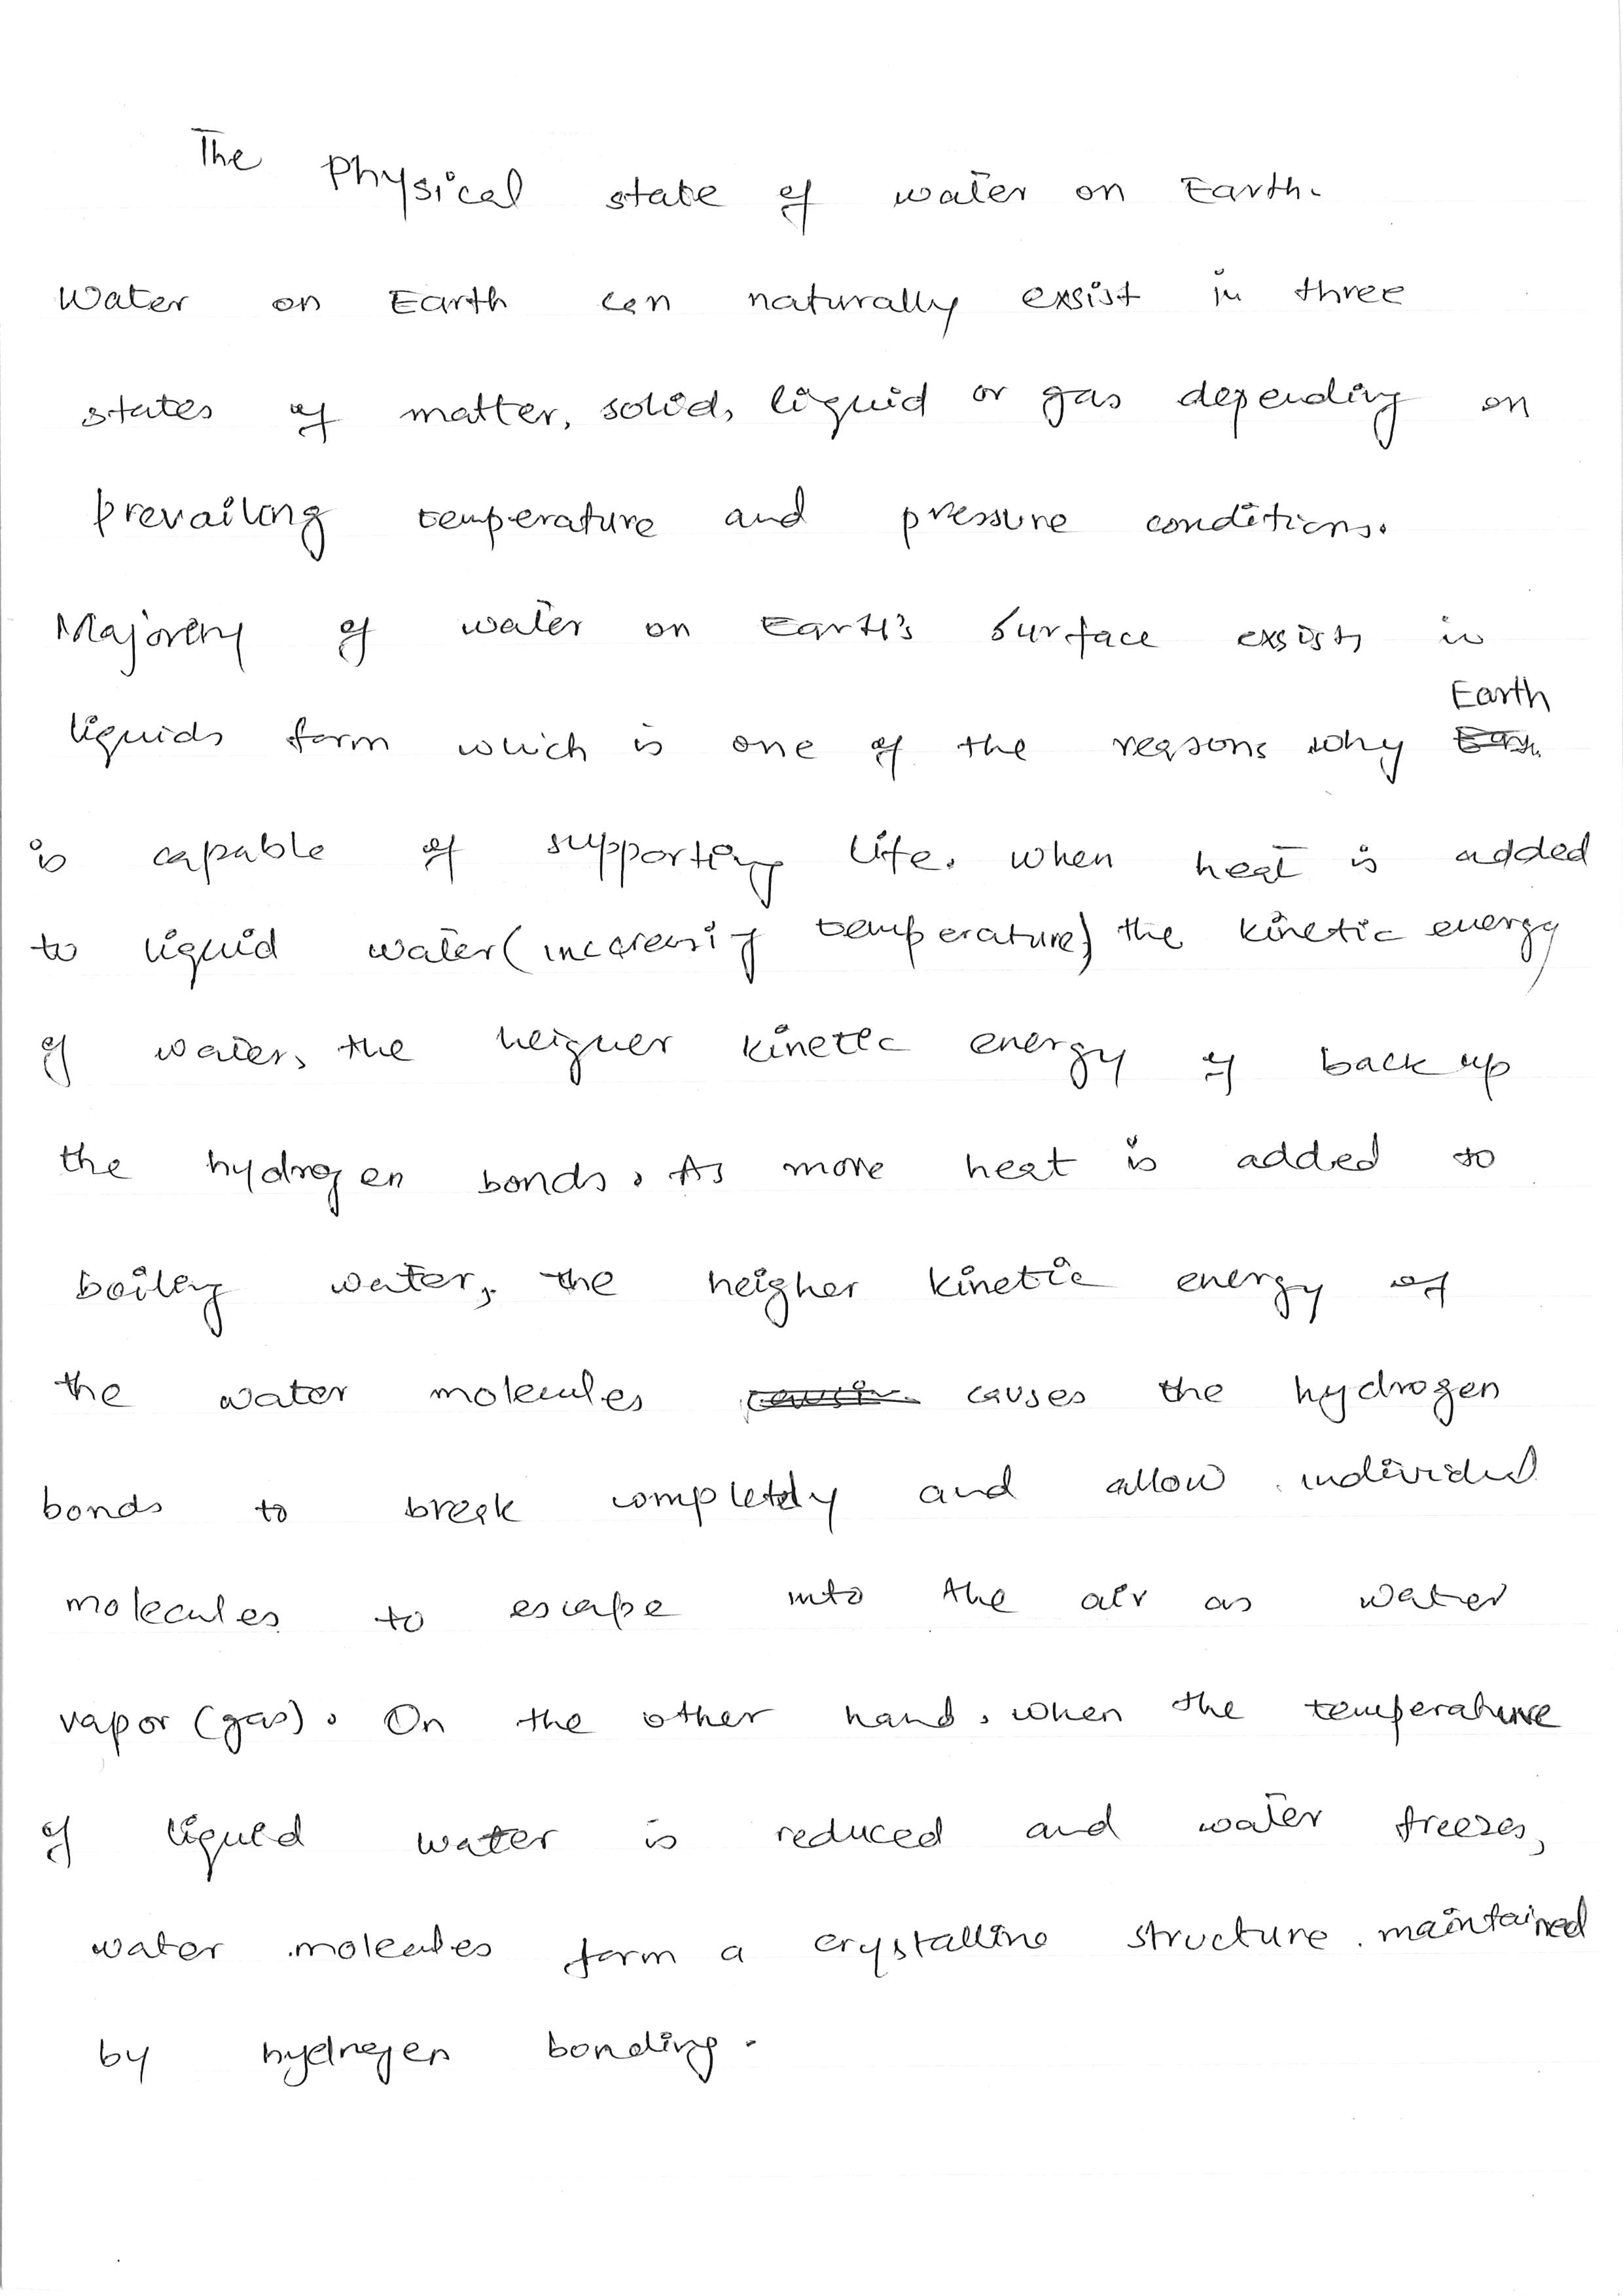 The Physical state of water on Earth.
Water on Earth can naturally exsist in three
states of matter, solid, liquid or gas depending on
prevailing temperature and pressure conditions.
Majority of water on Earth's surface exsists in
liquids form which is one of the reasons why Earth
is capable of supporting life. when heat is added
to liquid water (increasing temperature) the kinetic energy
of water, the heigher kinetic energy of back up
the hydrogen bonds. As more heat is added to
boiling water, the heigher kinetic energy of
the water molecules causes the hydrogen
bonds to break completely and allow individual
molecules to escape into the air as water
vapor (gas). On the other hand, when the temperature
of liquid water is reduced and water freezes,
water molecules form a crystalline structure maintained
by hydrogen bonding.